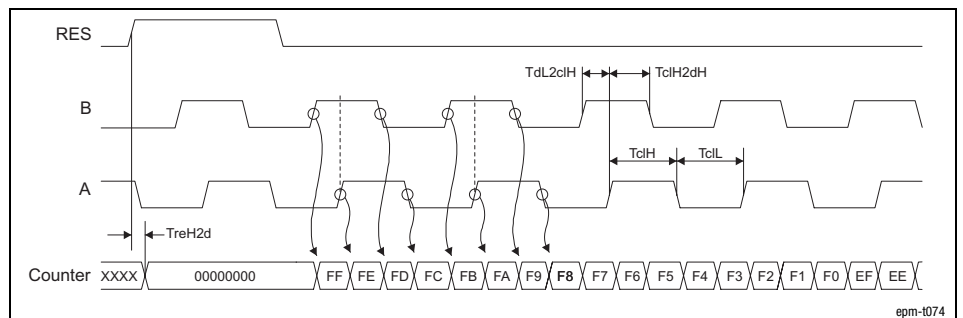 RES
TdL2clH TclH2dH
B
TclH TclL
A
TreH2d
Counter XXXX 00000000 FF FE FD FC FB FA F9 F8 F7 F6 F5 F4 F3 F2 F1 F0 EF EE
epm-t074